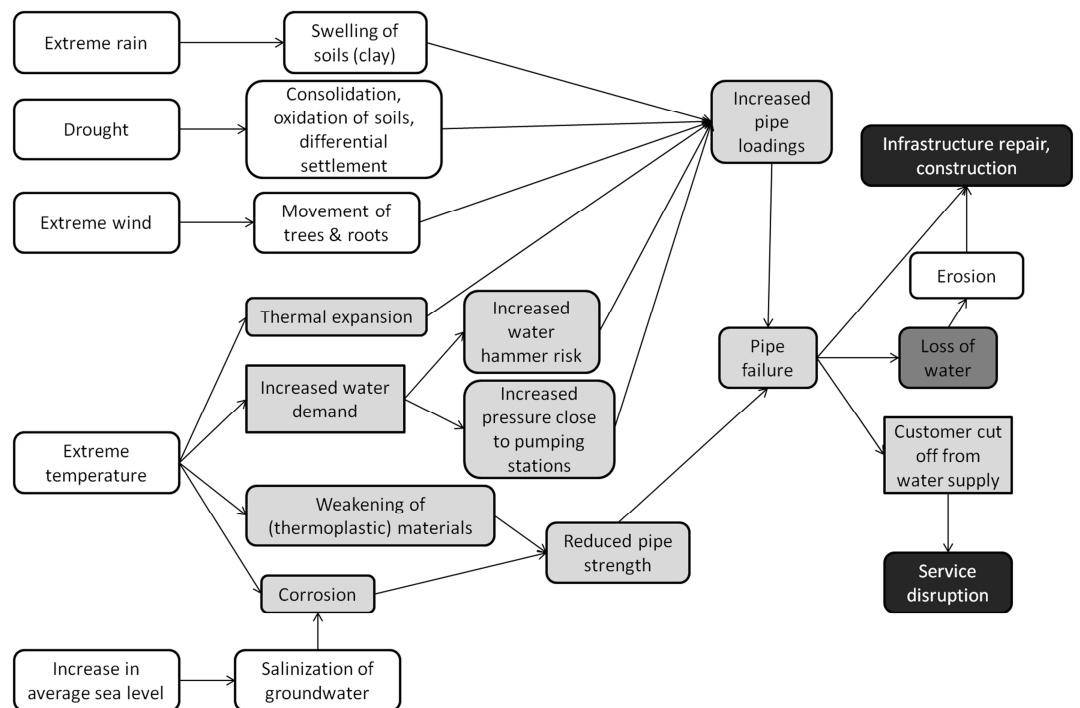 Extreme rain
Swelling of
soils (clay)
Drought
Consolidation,
oxidation of soils,
differential
settlement
Extreme wind
Movement of
trees & roots
Increased
pipe
loadings
Infrastructure repair,
construction
Erosion
Thermal expansion
Increased
water
hammer risk
Increased water
demand
Increased
pressure close
to pumping
stations
Pipe
failure
Loss of
water
Customer cut
off from
water supply
Extreme
temperature
Weakening of
(thermoplastic) materials
Reduced pipe
strength
Corrosion
Service
disruption
Increase in
average sea level
Salinization of
groundwater